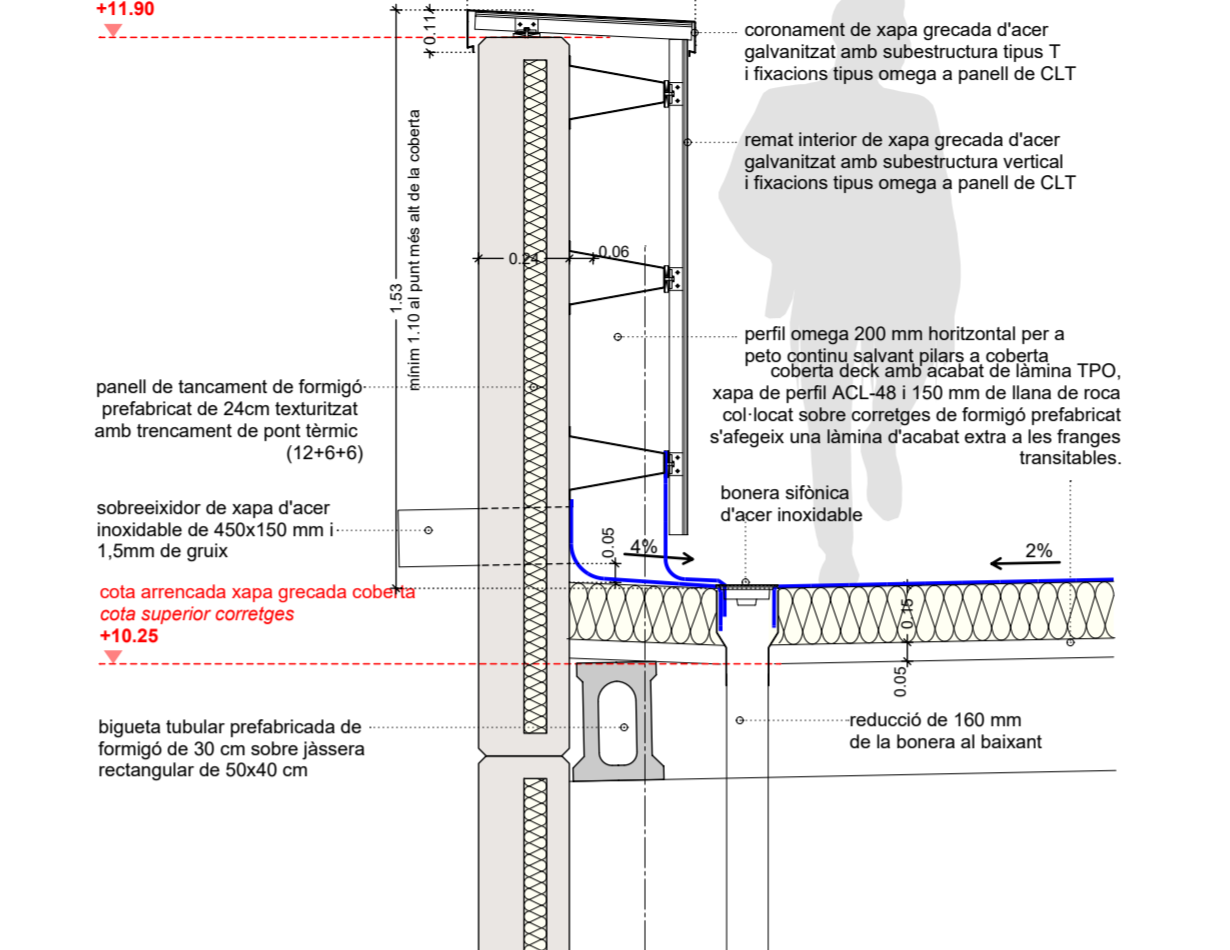 +11.90
0.11
coronament de xapa grecada d'acer
galvanitzat amb subestructura tipus T
i fixacions tipus omega a panell de CLT
remat interior de xapa grecada d'acer
galvanitzat amb subestructura vertical
i fixacions tipus omega a panell de CLT
1.53
mínim 1.10 al punt més alt de la coberta
0.24
0.06
perfil omega 200 mm horitzontal per a
peto continu salvant pilars a coberta
coberta deck amb acabat de làmina TPO,
xapa de perfil ACL-48 i 150 mm de llana de roca
col·locat sobre corretges de formigó prefabricat
s'afegeix una làmina d'acabat extra a les franges
transitables.
panell de tancament de formigó
prefabricat de 24cm texturitzat
amb trencament de pont tèrmic
(12+6+6)
sobreeixidor de xapa d'acer
inoxidable de 450x150 mm i
1,5mm de gruix
bonera sifònica
d'acer inoxidable
0.05
4%
2%
cota arrencada xapa grecada coberta
cota superior corretges
+10.25
0.15
0.05
bigueta tubular prefabricada de
formigó de 30 cm sobre jàssera
rectangular de 50x40 cm
reducció de 160 mm
de la bonera al baixant